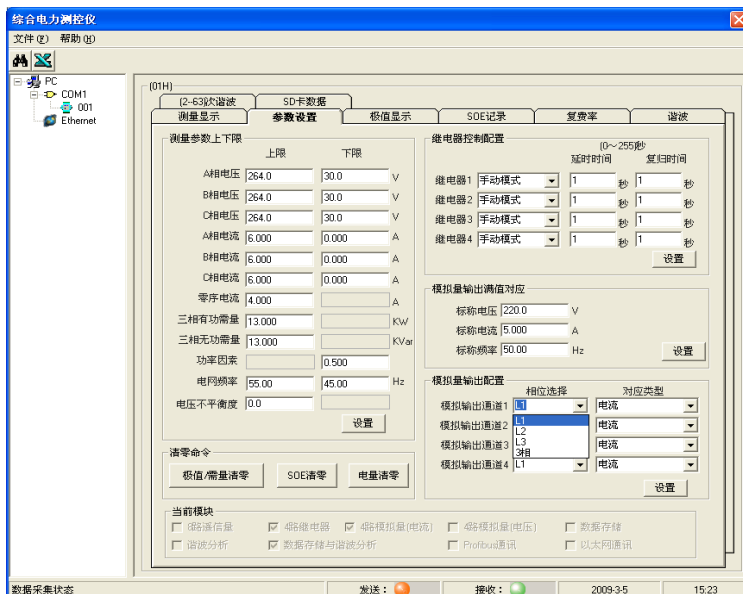 综合电力测控仪
文件(F) 帮助(H)
PC
COM1
001
Ethernet
(01H)
(2-63)次谐波 SD卡数据
测量显示 参数设置 极值显示 SOE记录 复费率 谐波
测量参数上下限
上限 下限
A相电压 264.0 30.0 V
B相电压 264.0 30.0 V
C相电压 264.0 30.0 V
A相电流 6.000 0.000 A
B相电流 6.000 0.000 A
C相电流 6.000 0.000 A
零序电流 4.000 A
三相有功需量 13.000 KW
三相无功需量 13.000 KVar
功率因素 0.500
电网频率 55.00 45.00 Hz
电压不平衡度 0.0
设置
清零命令
极值/需量清零 SOE清零 电量清零
继电器控制配置
(0～255)秒
延时时间 复归时间
继电器1 手动模式 1 秒 1 秒
继电器2 手动模式 1 秒 1 秒
继电器3 手动模式 1 秒 1 秒
继电器4 手动模式 1 秒 1 秒
设置
模拟量输出满值对应
标称电压 220.0 V
标称电流 5.000 A
标称频率 50.00 Hz
设置
模拟量输出配置
相位选择 对应类型
模拟输出通道1 L1 电流
模拟输出通道2 电流
模拟输出通道3 电流
模拟输出通道4 L1 电流
L1
L2
L3
3相
设置
当前模块
8路遥信量 4路继电器 4路模拟量(电流) 4路模拟量(电压) 数据存储
谐波分析 数据存储与谐波分析 Profibus通讯 以太网通讯
数据采集状态 发送： 接收： 2009-3-5 15:23